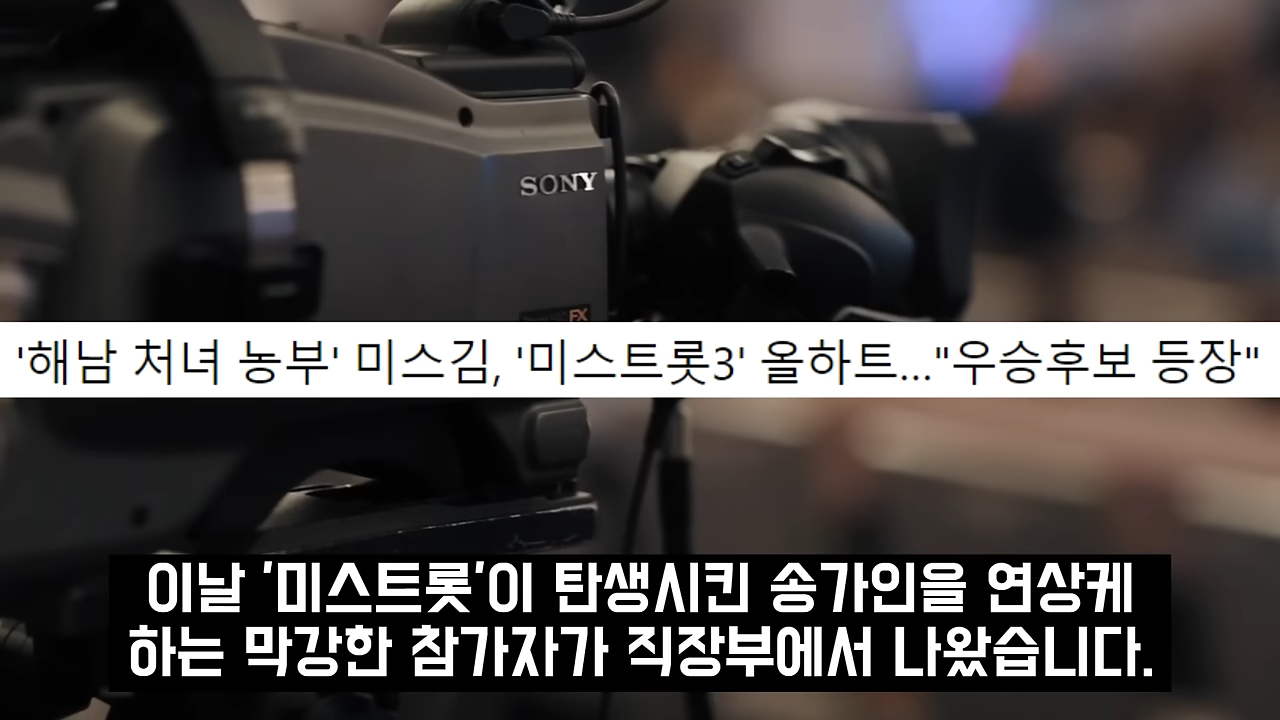 SONY
FX
'해남 처녀 농부' 미스김, '미스트롯3' 올하트..."우승후보 등장"
이날 '미스트롯'이 탄생시킨 송가인을 연상케
하는 막강한 참가자가 직장부에서 나왔습니다.